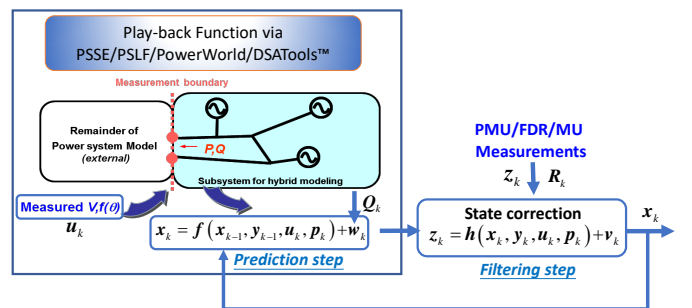 Play-back Function via
PSSE/PSLF/PowerWorld/DSATools™
Measurement boundary
Remainder of
Power system Model
(external)
P,Q
Subsystem for hybrid modeling
PMU/FDR/MU
Measurements
z_k R_k
Measured V,f(θ)
u_k
Q_k
x_k = f(x_{k-1}, y_{k-1}, u_k, p_k) + w_k
Prediction step
State correction
z_k = h(x_k, y_k, u_k, p_k) + v_k
Filtering step
x_k